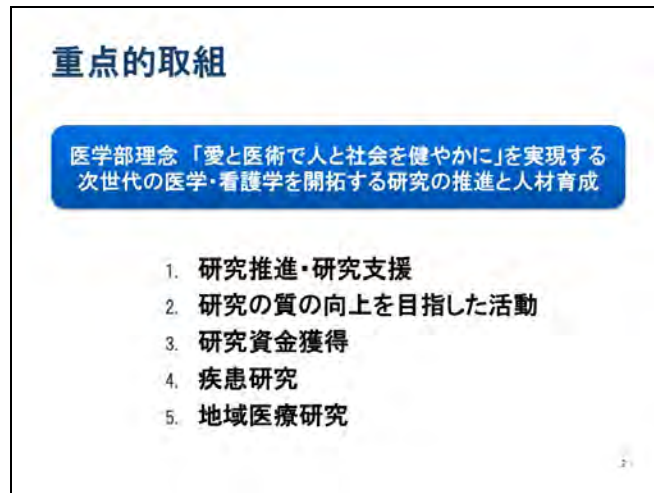 重点的取組
医学部理念 「愛と医術で人と社会を健やかに」を実現する
次世代の医学・看護学を開拓する研究の推進と人材育成
1. 研究推進・研究支援
2. 研究の質の向上を目指した活動
3. 研究資金獲得
4. 疾患研究
5. 地域医療研究
2